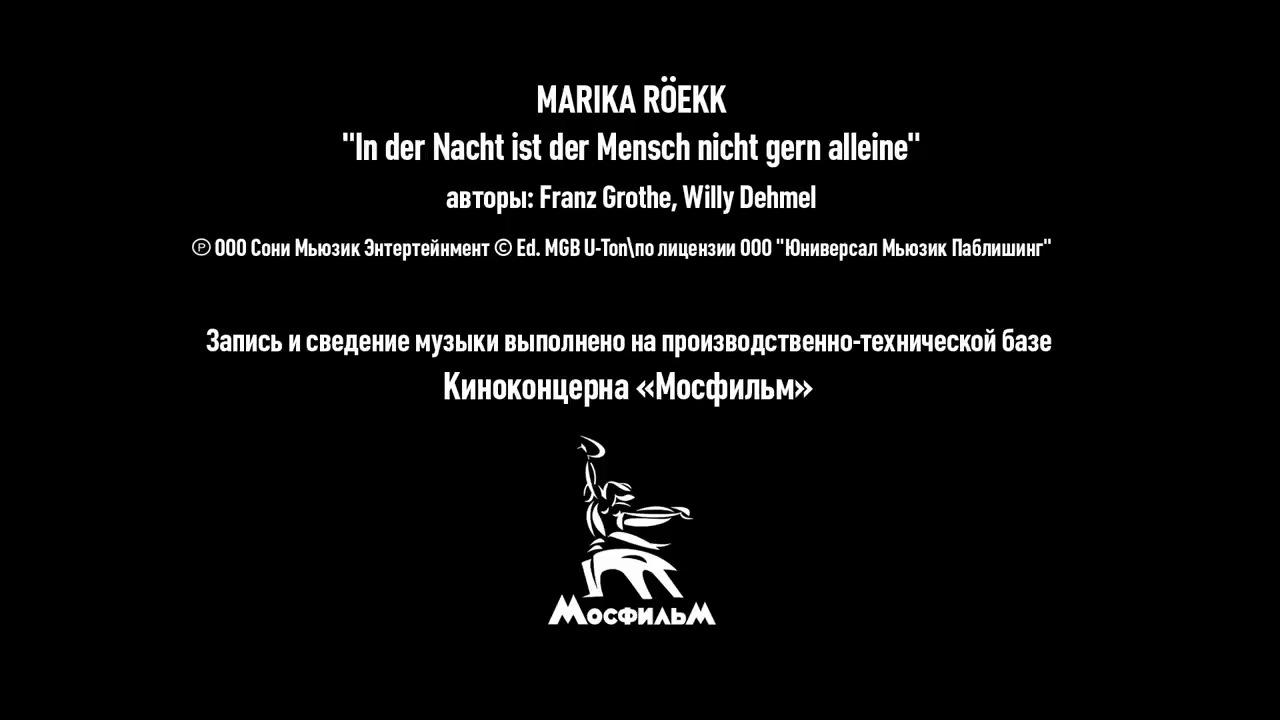 MARIKA RÖEKK
"In der Nacht ist der Mensch nicht gern alleine"
авторы: Franz Grothe, Willy Dehmel
℗ ООО Сони Мьюзик Энтертейнмент © Ed. MGB U-Ton\по лицензии ООО "Юниверсал Мьюзик Паблишинг"
Запись и сведение музыки выполнено на производственно-технической базе
Киноконцерна «Мосфильм»
Мосфильм